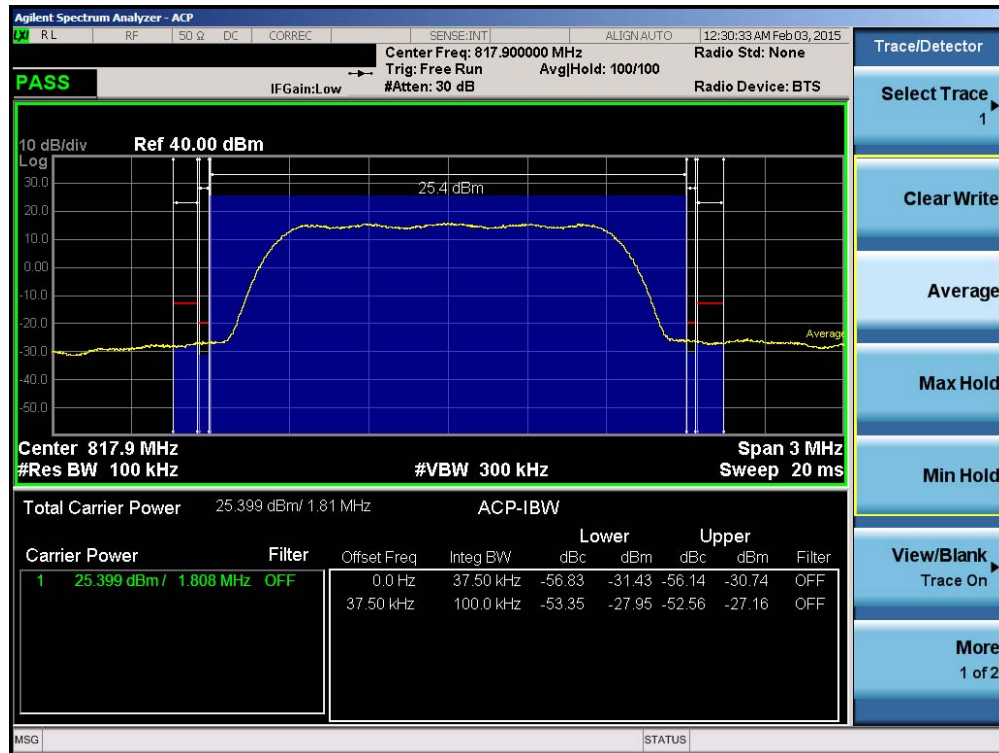 Agilent Spectrum Analyzer - ACP
LXI RL RF 50 Ω DC CORREC SENSE:INT ALIGN AUTO 12:30:33 AM Feb 03, 2015
Center Freq: 817.900000 MHz Radio Std: None
Trig: Free Run Avg|Hold: 100/100
PASS IFGain:Low #Atten: 30 dB Radio Device: BTS
10 dB/div Ref 40.00 dBm
Log
30.0
25.4 dBm
20.0
10.0
0.00
-10.0
-20.0
Average
-30.0
-40.0
-50.0
Center 817.9 MHz Span 3 MHz
#Res BW 100 kHz #VBW 300 kHz Sweep 20 ms
Total Carrier Power 25.399 dBm/ 1.81 MHz ACP-IBW
Lower Upper
Carrier Power Filter Offset Freq Integ BW dBc dBm dBc dBm Filter
1 25.399 dBm / 1.808 MHz OFF 0.0 Hz 37.50 kHz -56.83 -31.43 -56.14 -30.74 OFF
37.50 kHz 100.0 kHz -53.35 -27.95 -52.56 -27.16 OFF
MSG STATUS
Trace/Detector
Select Trace
1
Clear Write
Average
Max Hold
Min Hold
View/Blank
Trace On
More
1 of 2